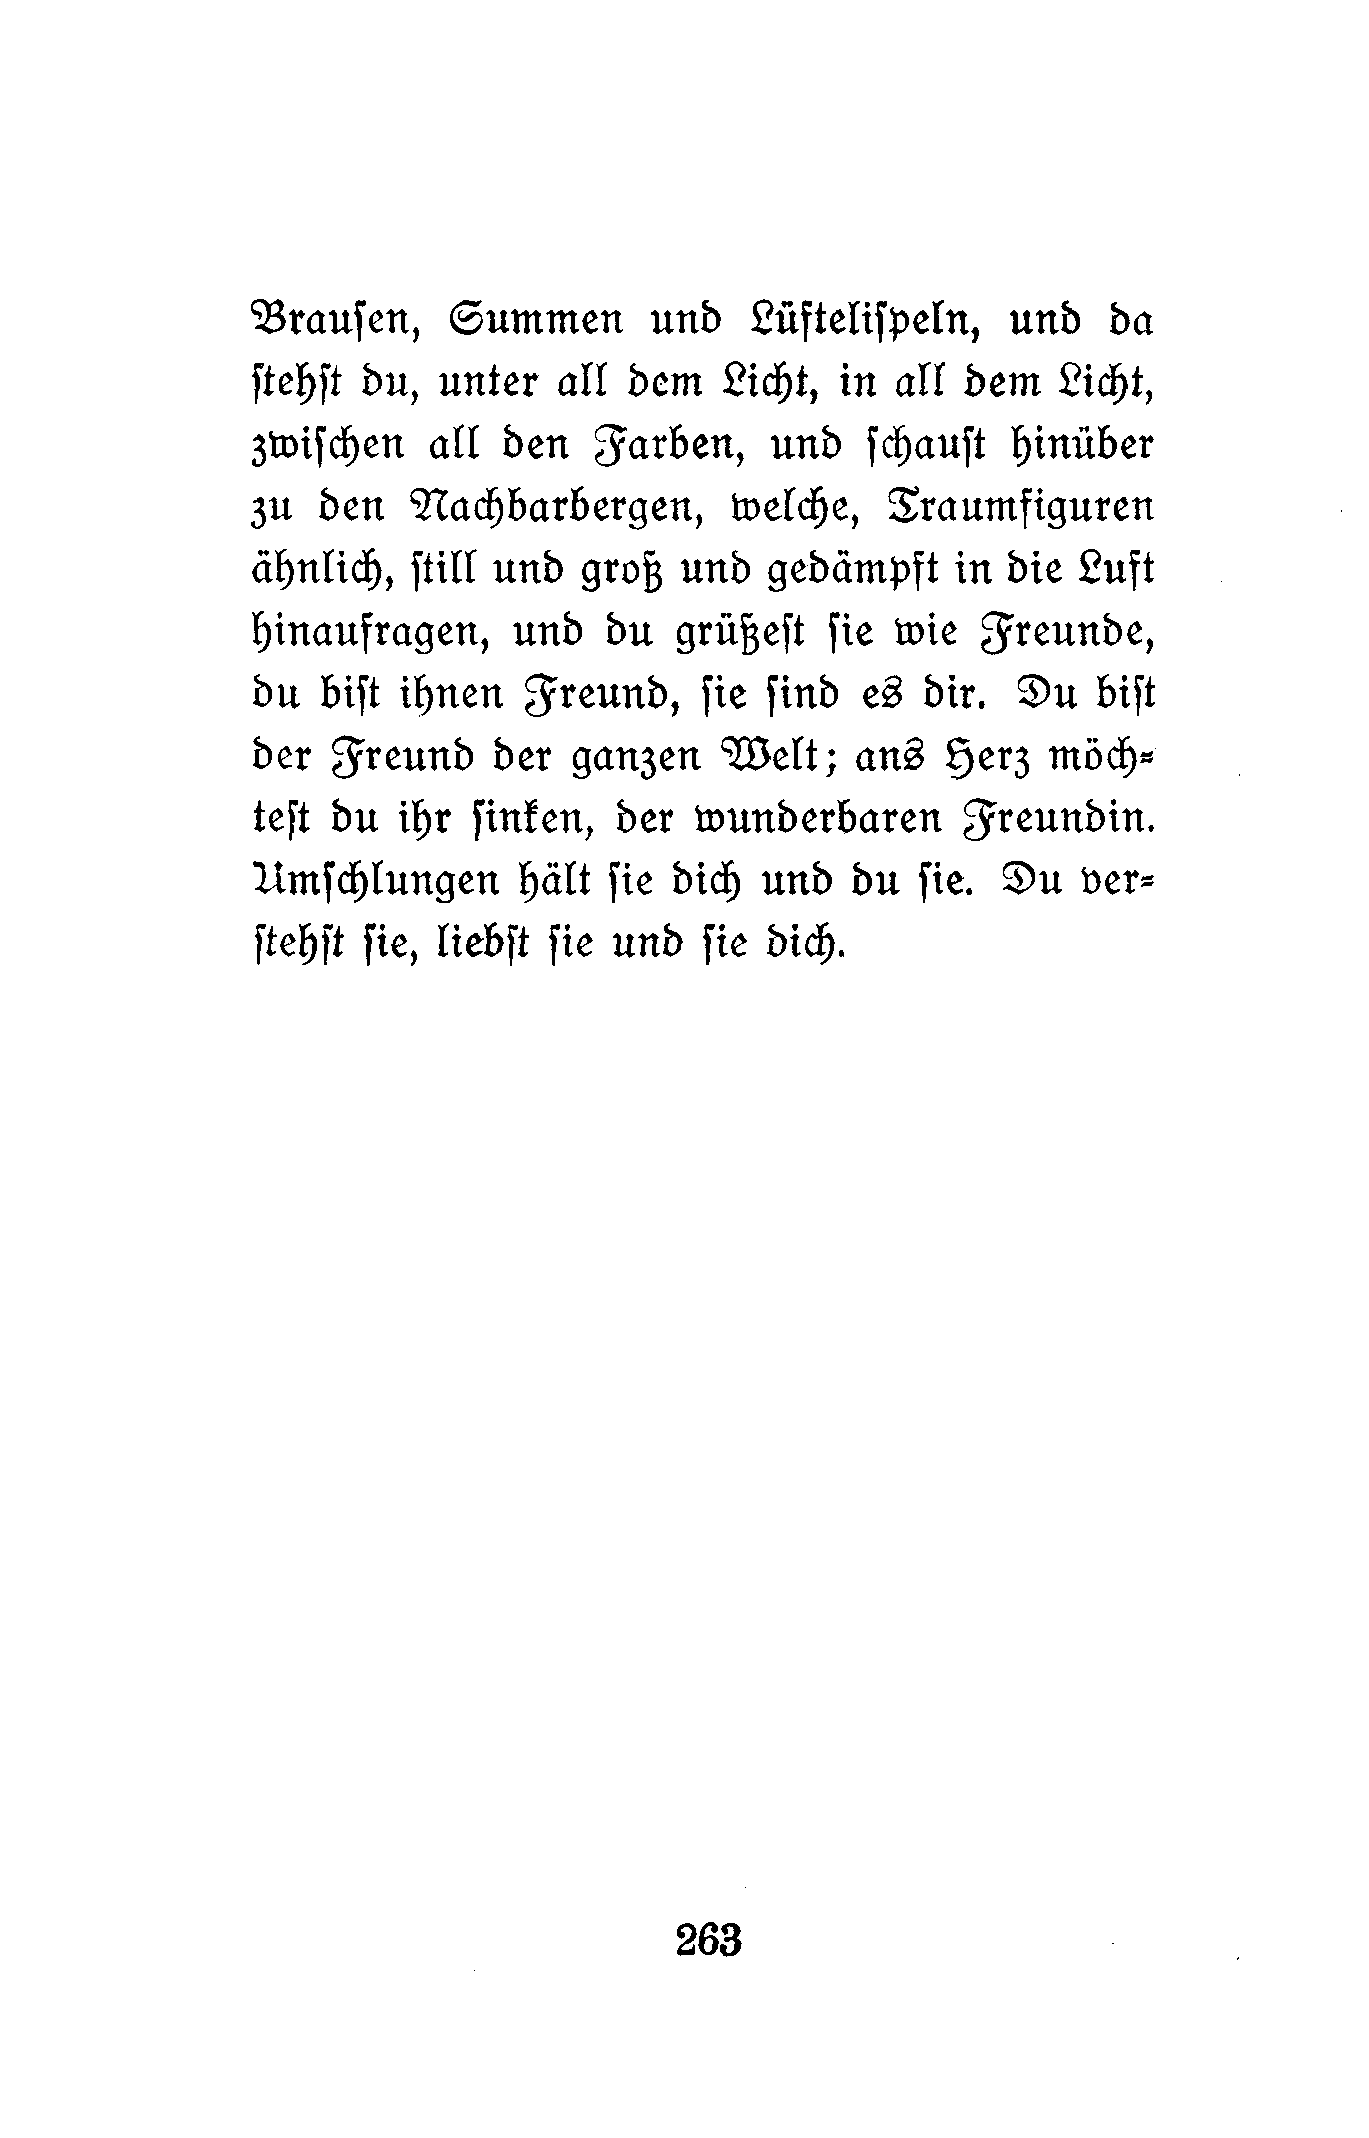 Brauſen, Summen und Lüfteliſpeln, und da
ſtehſt du, unter all dem Licht, in all dem Licht,
zwiſchen all den Farben, und ſchauſt hinüber
zu den Nachbarbergen, welche, Traumfiguren
ähnlich, ſtill und groß und gedämpft in die Luft
hinaufragen, und du grüßeſt ſie wie Freunde,
du biſt ihnen Freund, ſie ſind es dir. Du biſt
der Freund der ganzen Welt; ans Herz möch⸗
teſt du ihr ſinken, der wunderbaren Freundin.
Umſchlungen hält ſie dich und du ſie. Du ver⸗
ſtehſt ſie, liebſt ſie und ſie dich.
263